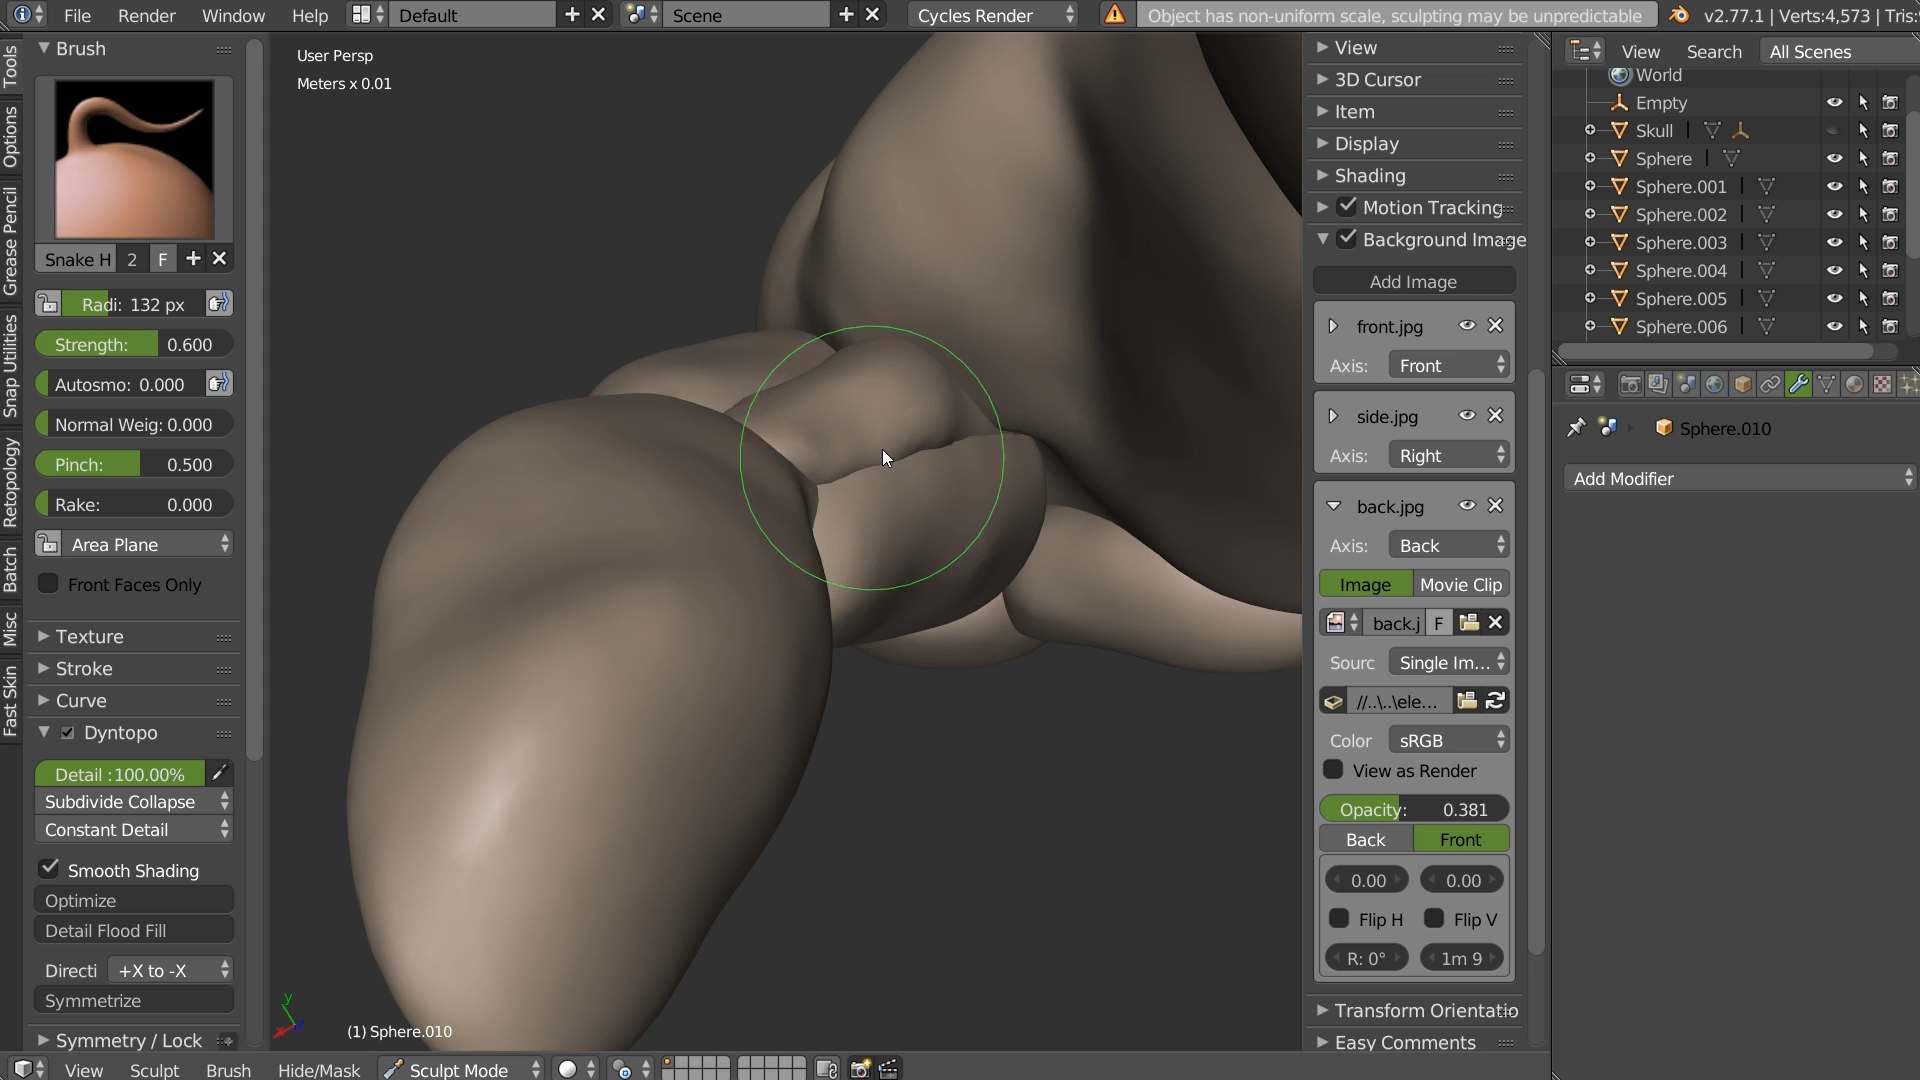 File Render Window Help Default Scene Cycles Render Object has non-uniform scale, sculpting may be unpredictable v2.77.1 | Verts:4,573 | Tris:
Tools
Options
Grease Pencil
Snap Utilities
Retopology
Batch
Misc
Fast Skin
Brush
Snake H 2 F
Radi: 132 px
Strength: 0.600
Autosmo: 0.000
Normal Weig: 0.000
Pinch: 0.500
Rake: 0.000
Area Plane
Front Faces Only
Texture
Stroke
Curve
Dyntopo
Detail :100.00%
Subdivide Collapse
Constant Detail
Smooth Shading
Optimize
Detail Flood Fill
Directi +X to -X
Symmetrize
Symmetry / Lock
User Persp
Meters x 0.01
y
(1) Sphere.010
View
3D Cursor
Item
Display
Shading
Motion Tracking
Background Image
Add Image
front.jpg
Axis: Front
side.jpg
Axis: Right
back.jpg
Axis: Back
Image Movie Clip
back.j F
Sourc Single Im...
//..\..\ele...
Color sRGB
View as Render
Opacity: 0.381
Back Front
0.00 0.00
Flip H Flip V
R: 0° 1m 9
Transform Orientatio
Easy Comments
View Search All Scenes
World
Empty
Skull
Sphere
Sphere.001
Sphere.002
Sphere.003
Sphere.004
Sphere.005
Sphere.006
Sphere.010
Add Modifier
View Sculpt Brush Hide/Mask Sculpt Mode